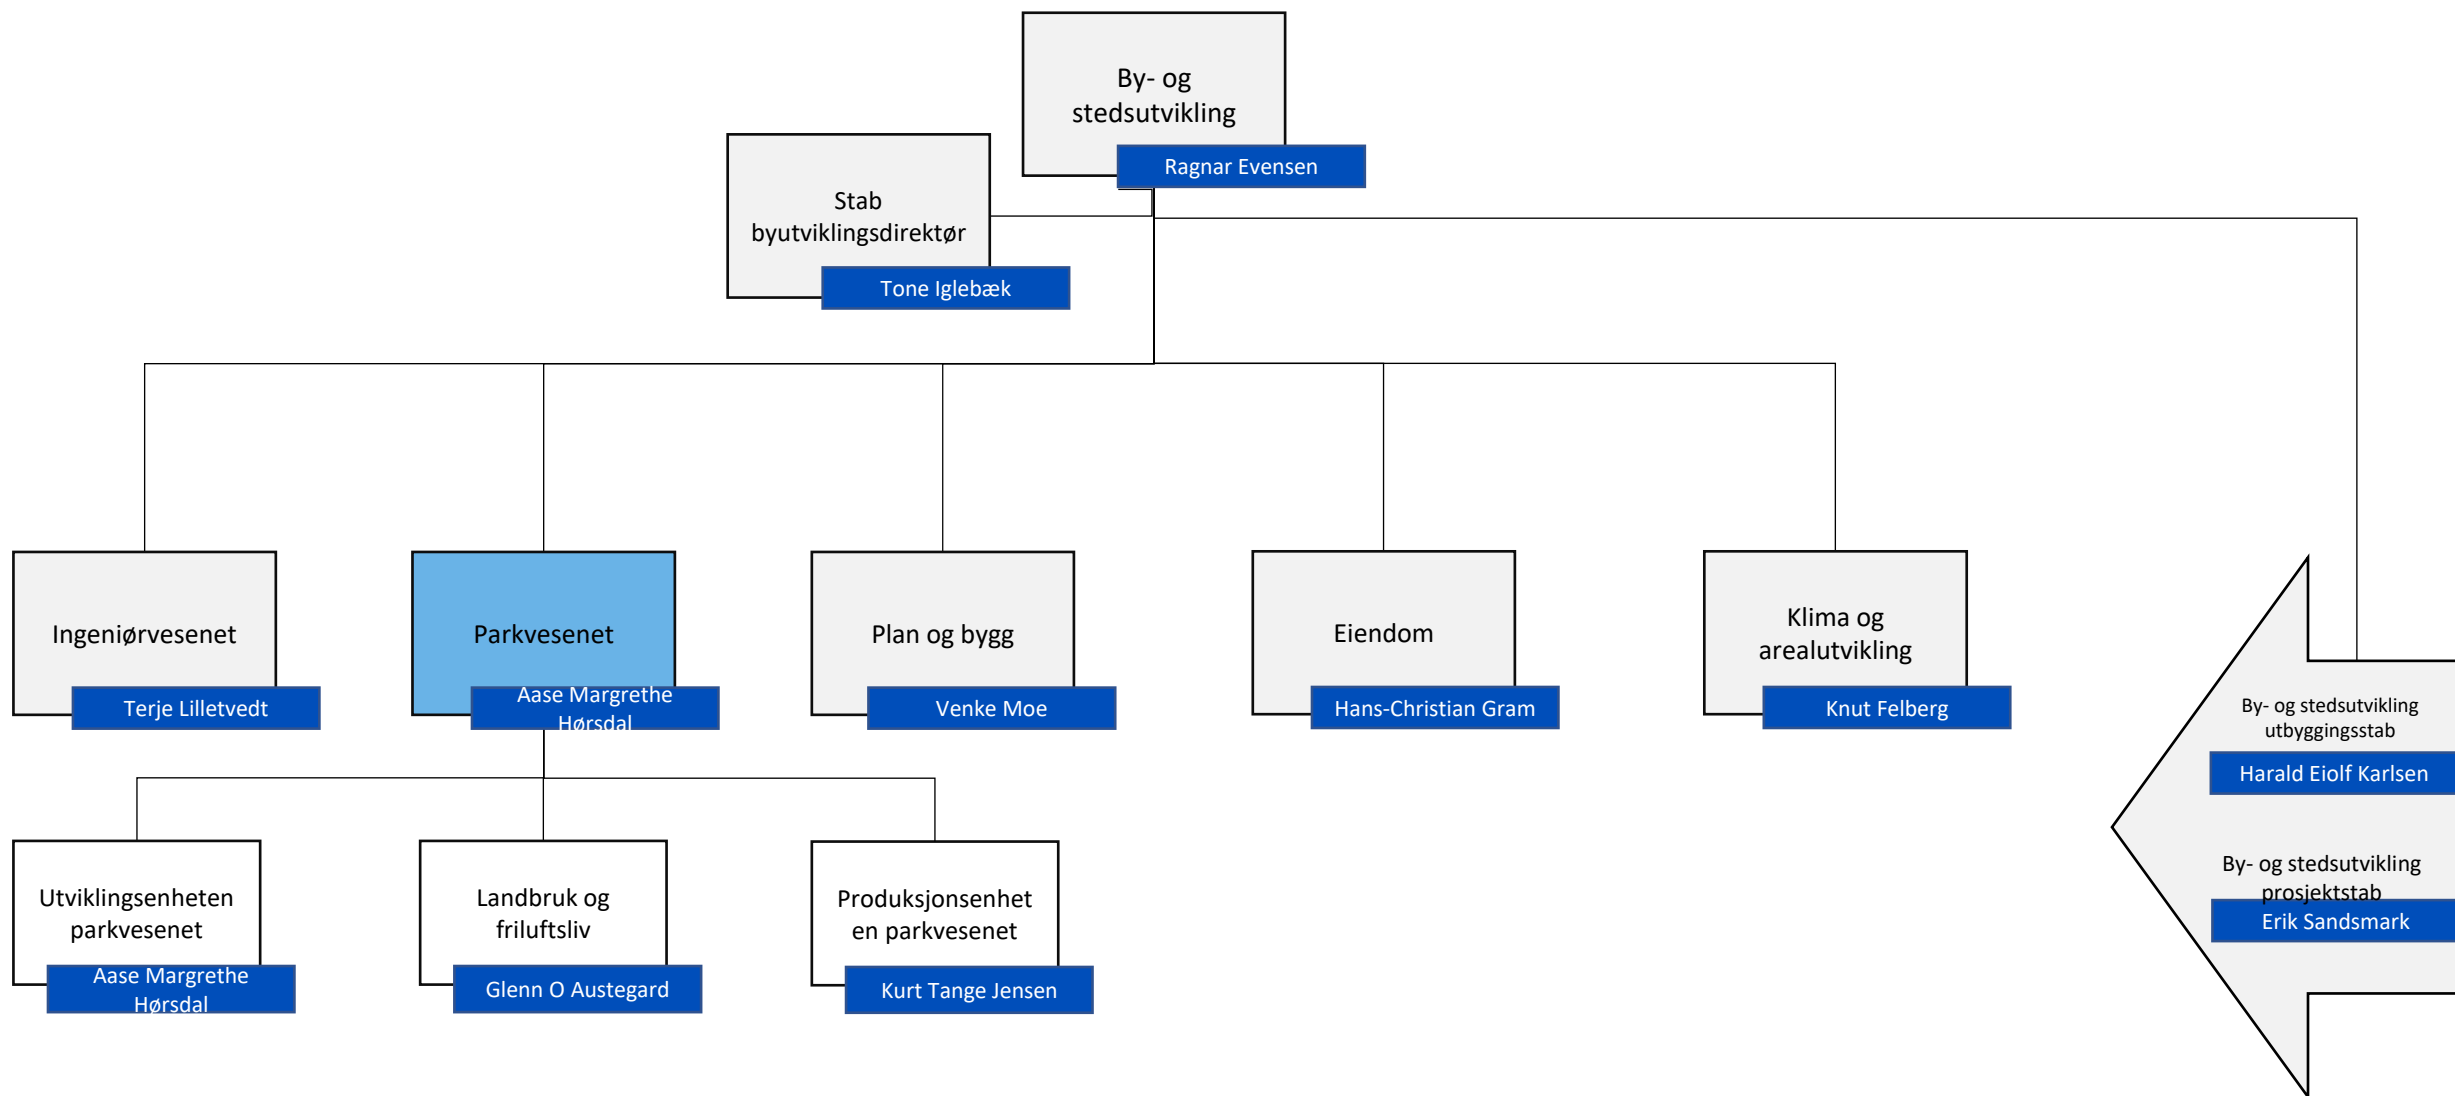 By- og
stedsutvikling
Ragnar Evensen
Stab
byutviklingsdirektør
Tone Iglebæk
Ingeniørvesenet
Terje Lilletvedt
Parkvesenet
Aase Margrethe
Hørsdal
Plan og bygg
Venke Moe
Eiendom
Hans-Christian Gram
Klima og
arealutvikling
Knut Felberg
By- og stedsutvikling
utbyggingsstab
Harald Eiolf Karlsen
By- og stedsutvikling
prosjektstab
Erik Sandsmark
Utviklingsenheten
parkvesenet
Aase Margrethe
Hørsdal
Landbruk og
friluftsliv
Glenn O Austegard
Produksjonsenhet
en parkvesenet
Kurt Tange Jensen